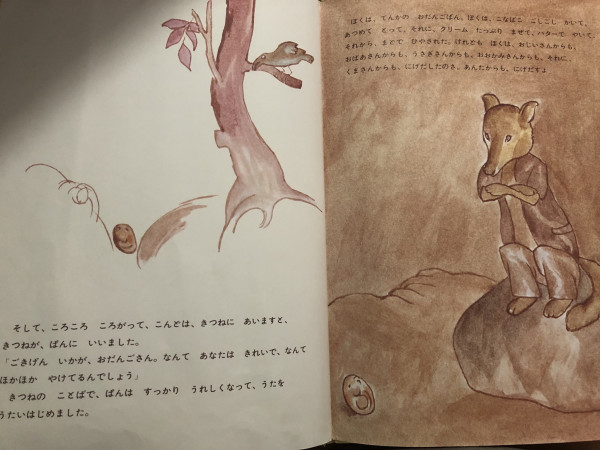 そして、ころころ ころがって、こんどは、きつねに あいますと、
きつねが、ぱんに いいました。
「ごきげん いかが、おだんごさん。なんて あなたは きれいで、なんて
ほかほか やけてるんでしょう」
きつねの ことばで、ぱんは すっかり うれしくなって、うたを
うたいはじめました。
「ぼくは、てんかの おだんごぱん。ぼくは、こなばこ ごしごし かいて、
あつめて とって、それに、クリーム たっぷり まぜて、バターで やいて、
それから、まどで ひやされた。けれども ぼくは、おじいさんからも、
おばあさんからも、うさぎさんからも、おおかみさんからも、それに、
くまさんからも、にげだしたのさ。あんたからも、にげだすよ」